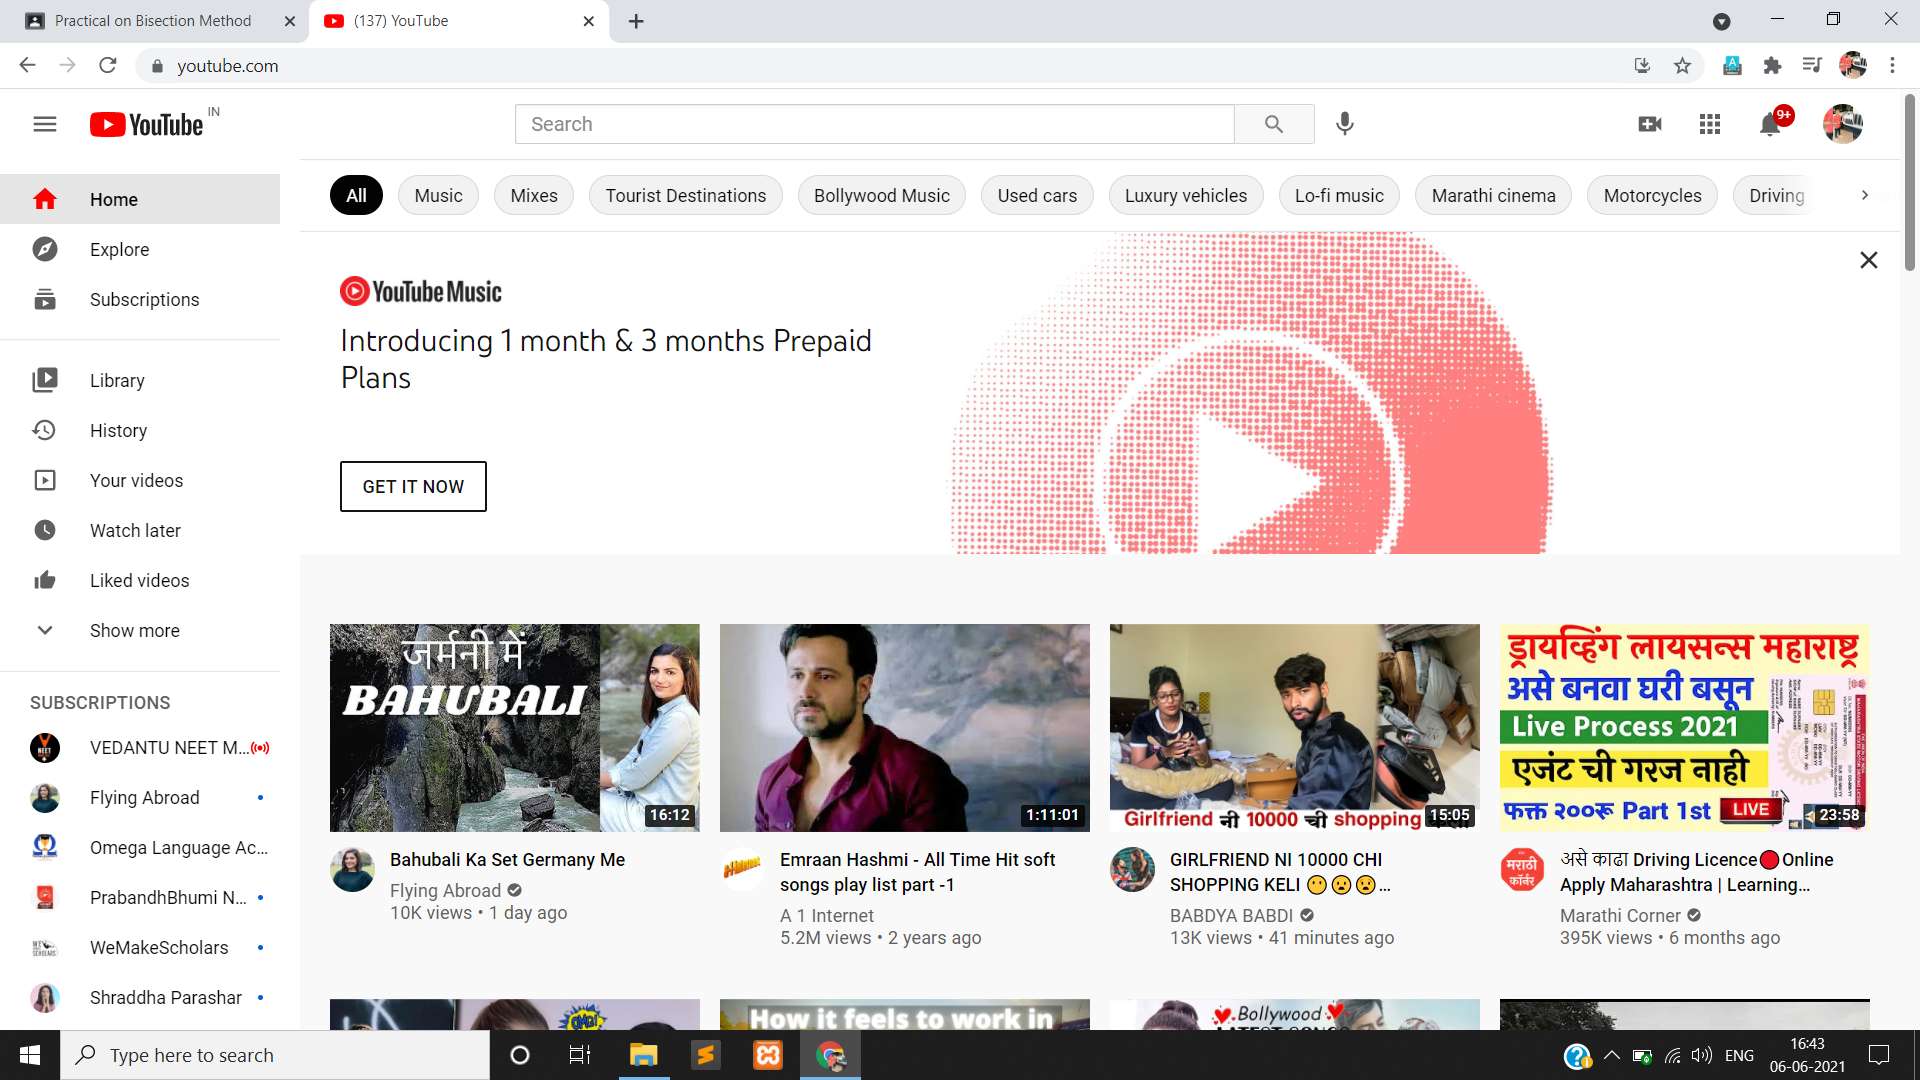 Practical on Bisection Method
(137) YouTube
youtube.com
YouTube IN
Search
9+
Home
Explore
Subscriptions
Library
History
Your videos
Watch later
Liked videos
Show more
SUBSCRIPTIONS
VEDANTU NEET M...
Flying Abroad
Omega Language Ac...
PrabandhBhumi N...
WeMakeScholars
Shraddha Parashar
All
Music
Mixes
Tourist Destinations
Bollywood Music
Used cars
Luxury vehicles
Lo-fi music
Marathi cinema
Motorcycles
Driving
YouTube Music
Introducing 1 month & 3 months Prepaid
Plans
GET IT NOW
जर्मनी में
BAHUBALI
16:12
Bahubali Ka Set Germany Me
Flying Abroad
10K views • 1 day ago
1:11:01
Emraan Hashmi - All Time Hit soft
songs play list part -1
A 1 Internet
5.2M views • 2 years ago
Girlfriend नी 10000 ची shopping
15:05
GIRLFRIEND NI 10000 CHI
SHOPPING KELI 😶😧😧...
BABDYA BABDI
13K views • 41 minutes ago
ड्रायव्हिंग लायसन्स महाराष्ट्र
असे बनवा घरी बसून
Live Process 2021
एजंट ची गरज नाही
फक्त २००रू Part 1st LIVE
23:58
मराठी
कॉर्नर
असे काढा Driving Licence🔴Online
Apply Maharashtra | Learning...
Marathi Corner
395K views • 6 months ago
OMG!
How it feels to work in
Bollywood
LATEST SONGS
Type here to search
ENG
16:43
06-06-2021